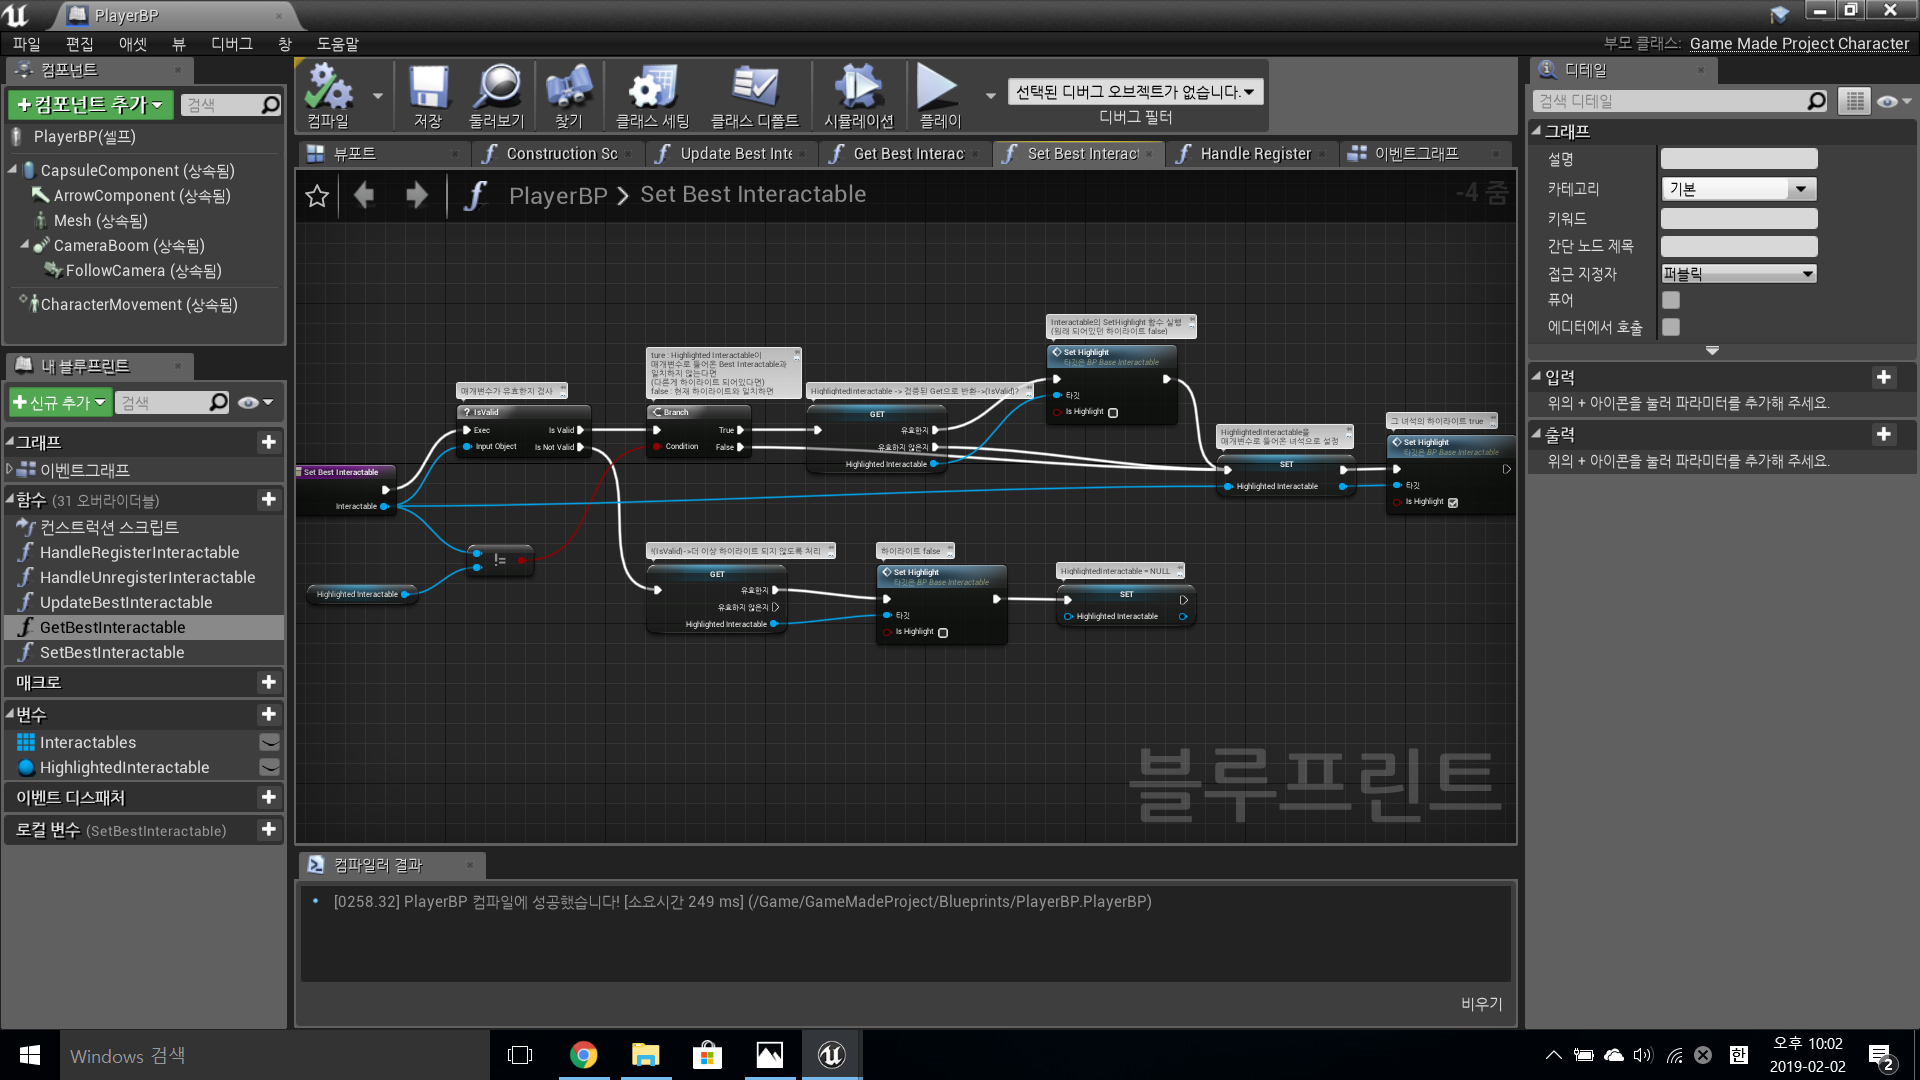 PlayerBP
파일 편집 애셋 뷰 디버그 창 도움말
부모 클래스: Game Made Project Character
컴포넌트
+컴포넌트 추가
검색
PlayerBP(셀프)
CapsuleComponent (상속됨)
ArrowComponent (상속됨)
Mesh (상속됨)
CameraBoom (상속됨)
FollowCamera (상속됨)
CharacterMovement (상속됨)
내 블루프린트
+신규 추가
검색
그래프
이벤트그래프
함수 (31 오버라이더블)
컨스트럭션 스크립트
HandleRegisterInteractable
HandleUnregisterInteractable
UpdateBestInteractable
GetBestInteractable
SetBestInteractable
매크로
변수
Interactables
HighlightedInteractable
이벤트 디스패처
로컬 변수 (SetBestInteractable)
컴파일
저장
둘러보기
찾기
클래스 세팅
클래스 디폴트
시뮬레이션
플레이
선택된 디버그 오브젝트가 없습니다.
디버그 필터
뷰포트
Construction Sc
Update Best Inte
Get Best Interac
Set Best Interact
Handle Register
이벤트그래프
PlayerBP > Set Best Interactable
-4 줌
Interactable의 SetHighlight 함수 실행
(원래 되어있던 하이라이트 false)
Set Highlight
타깃은 BP Base Interactable
타깃
Is Highlight
ture : Highlighted Interactable이
매개변수로 들어온 Best Interactable과
일치하지 않는다면
(다른게 하이라이트 되어있다면)
false : 현재 하이라이트와 일치하면
매개변수가 유효한지 검사
HighlightedInteractable -> 검증된 Get으로 변환->(IsValid)?
? IsValid
Exec
Is Valid
Input Object
Is Not Valid
Branch
True
Condition
False
GET
유효한지
유효하지 않은지
Highlighted Interactable
HighlightedInteractable을
매개변수로 들어온 녀석으로 설정
SET
Highlighted Interactable
그 녀석의 하이라이트 true
Set Highlight
타깃은 BP Base Interactable
타깃
Is Highlight
Set Best Interactable
Interactable
!=
Highlighted Interactable
!(IsValid)->더 이상 하이라이트 되지 않도록 처리
GET
유효한지
유효하지 않은지
Highlighted Interactable
하이라이트 false
Set Highlight
타깃은 BP Base Interactable
타깃
Is Highlight
HighlightedInteractable = NULL
SET
Highlighted Interactable
블루프린트
컴파일러 결과
[0258.32] PlayerBP 컴파일에 성공했습니다! [소요시간 249 ms] (/Game/GameMadeProject/Blueprints/PlayerBP.PlayerBP)
비우기
디테일
검색 디테일
그래프
설명
카테고리 기본
키워드
간단 노드 제목
접근 지정자 퍼블릭
퓨어
에디터에서 호출
입력
위의 + 아이콘을 눌러 파라미터를 추가해 주세요.
출력
위의 + 아이콘을 눌러 파라미터를 추가해 주세요.
Windows 검색
한
오후 10:02
2019-02-02
2